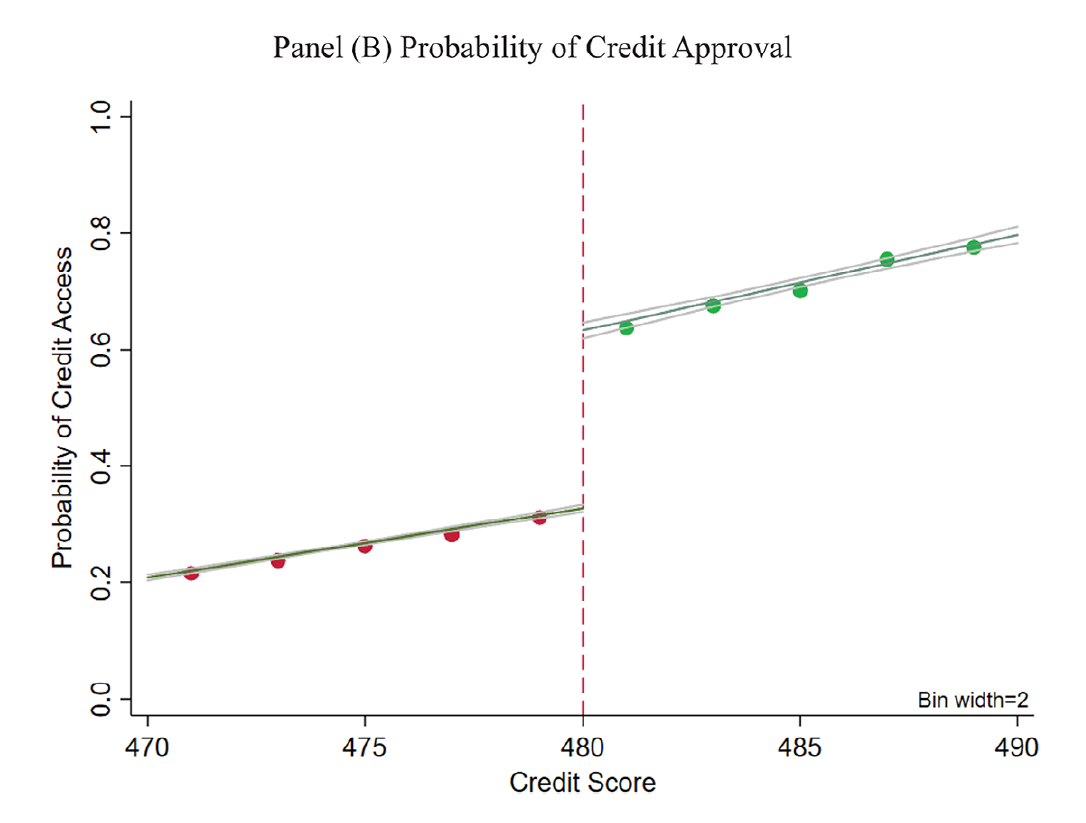 Panel (B) Probability of Credit Approval
Probability of Credit Access
1.0
0.8
0.6
0.4
0.2
0.0
Bin width=2
470 475 480 485 490
Credit Score